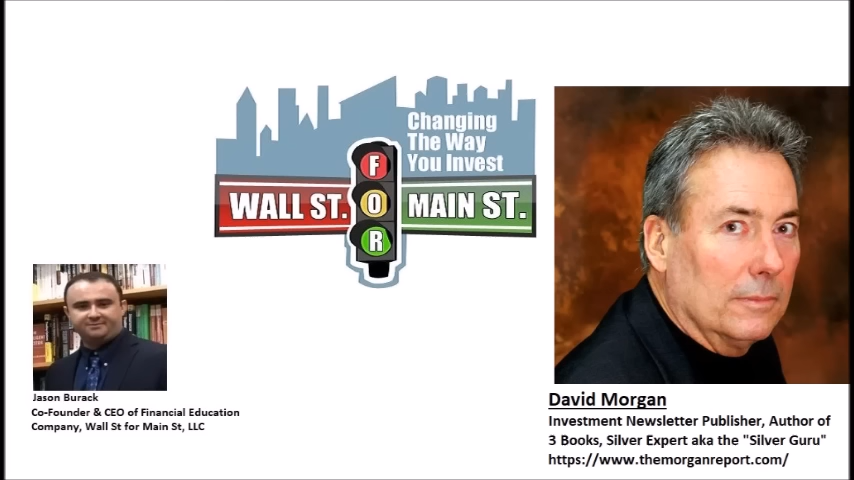 Changing
The Way
You Invest
WALL ST. FOR MAIN ST.
Jason Burack
Co-Founder & CEO of Financial Education
Company, Wall St for Main St, LLC
David Morgan
Investment Newsletter Publisher, Author of
3 Books, Silver Expert aka the "Silver Guru"
https://www.themorganreport.com/